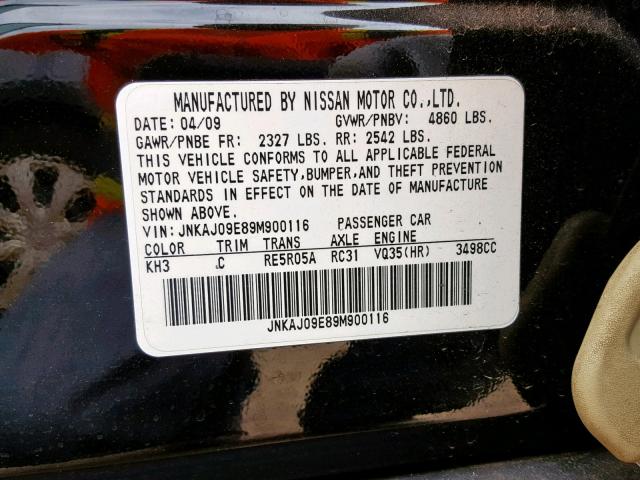 MANUFACTURED BY NISSAN MOTOR CO.,LTD.
DATE: 04/09 GVWR/PNBV: 4860 LBS.
GAWR/PNBE FR: 2327 LBS. RR: 2542 LBS.
THIS VEHICLE CONFORMS TO ALL APPLICABLE FEDERAL
MOTOR VEHICLE SAFETY,BUMPER,AND THEFT PREVENTION
STANDARDS IN EFFECT ON THE DATE OF MANUFACTURE
SHOWN ABOVE.
VIN: JNKAJ09E89M900116 PASSENGER CAR
COLOR TRIM TRANS AXLE ENGINE
KH3 .C RE5R05A RC31 VQ35(HR) 3498CC
JNKAJ09E89M900116